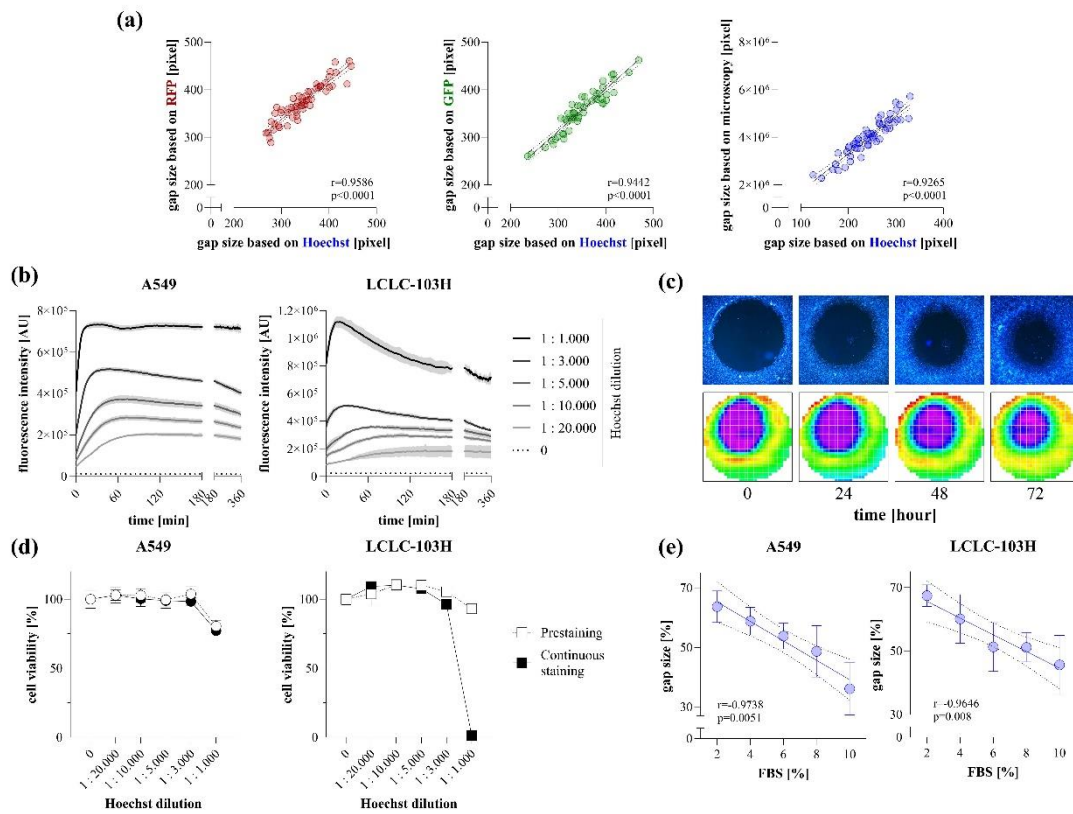 (a)
gap size based on RFP [pixel]
500
400
300
200
0
r=0.9586
p<0.0001
0 200 300 400 500
gap size based on Hoechst [pixel]
gap size based on GFP [pixel]
500
400
300
200
0
r=0.9442
p<0.0001
0 200 300 400 500
gap size based on Hoechst [pixel]
gap size based on microscopy [pixel]
8×10⁶
6×10⁶
4×10⁶
2×10⁶
0
r=0.9265
p<0.0001
0 100 200 300 400
gap size based on Hoechst [pixel]
(b)
A549
fluorescence intensity [AU]
8×10⁵
6×10⁵
4×10⁵
2×10⁵
0
0 60 120 180 180 360
time [min]
LCLC-103H
fluorescence intensity [AU]
1.2×10⁶
1×10⁶
8×10⁵
6×10⁵
4×10⁵
2×10⁵
0
0 60 120 180 180 360
time [min]
1 : 1.000
1 : 3.000
1 : 5.000
1 : 10.000
1 : 20.000
0
Hoechst dilution
(c)
0 24 48 72
time [hour]
(d)
A549
cell viability [%]
100
50
0
0
1 : 20.000
1 : 10.000
1 : 5.000
1 : 3.000
1 : 1.000
Hoechst dilution
LCLC-103H
cell viability [%]
100
50
0
0
1 : 20.000
1 : 10.000
1 : 5.000
1 : 3.000
1 : 1.000
Hoechst dilution
Prestaining
Continuous
staining
(e)
A549
gap size [%]
70
50
30
0
r=-0.9738
p=0.0051
2 4 6 8 10
FBS [%]
LCLC-103H
gap size [%]
70
50
30
0
r=-0.9646
p=0.008
2 4 6 8 10
FBS [%]